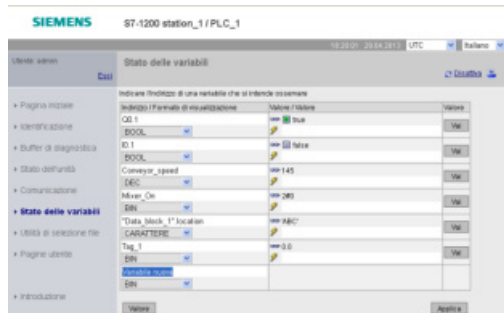 SIEMENS
S7-1200 station_1 / PLC_1
18:20:01 29.04.2013 UTC Italiano
Utente: admin
Esci
Stato delle variabili
Disattiva
Indicare l'indirizzo di una variabile che si intende osservare
Indirizzo / Formato di visualizzazione Valore / Valore Valore
Q0.1 true
BOOL Vai
I0.1 false
BOOL Vai
Conveyor_speed 145
DEC Vai
Mixer_On 2#0
BIN Vai
"Data_block_1".location 'ABC'
CARATTERE Vai
Tag_1 0.0
BIN Vai
Variabile nuova
BIN
Valore Applica
Pagina iniziale
Identificazione
Buffer di diagnostica
Stato dell'unità
Comunicazione
Stato delle variabili
Utilità di selezione file
Pagine utente
Introduzione